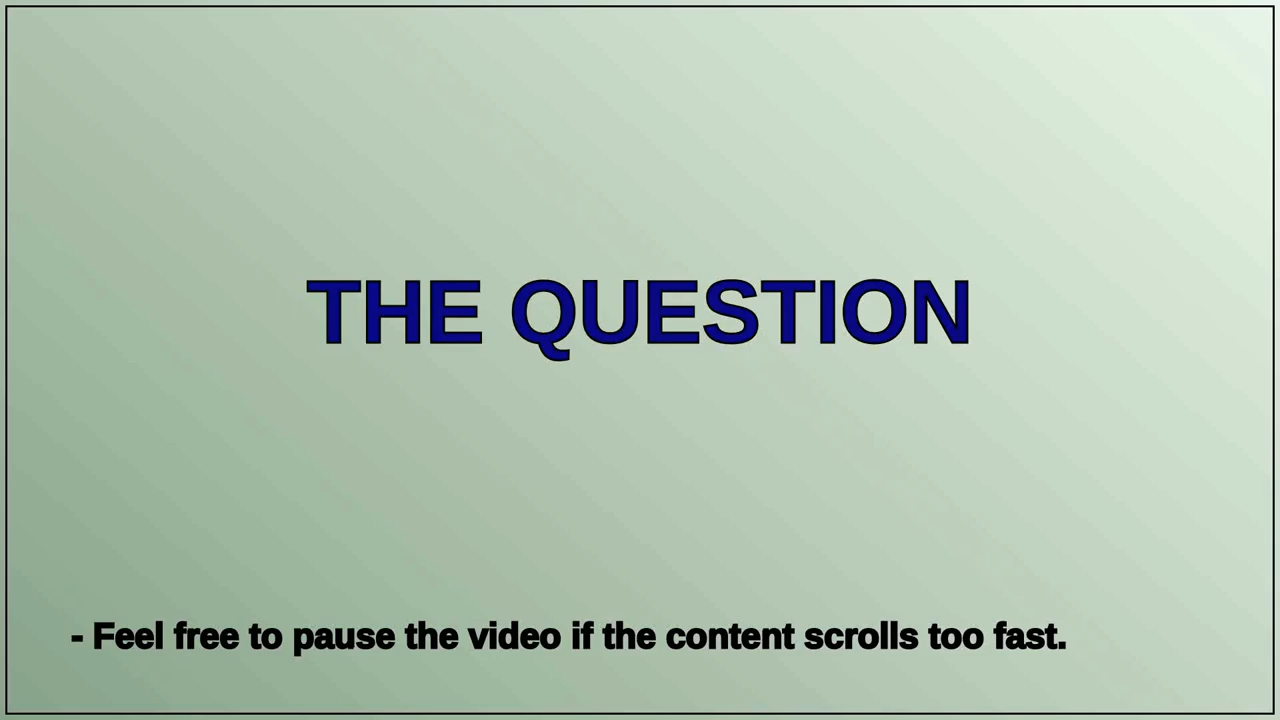 THE QUESTION
- Feel free to pause the video if the content scrolls too fast.